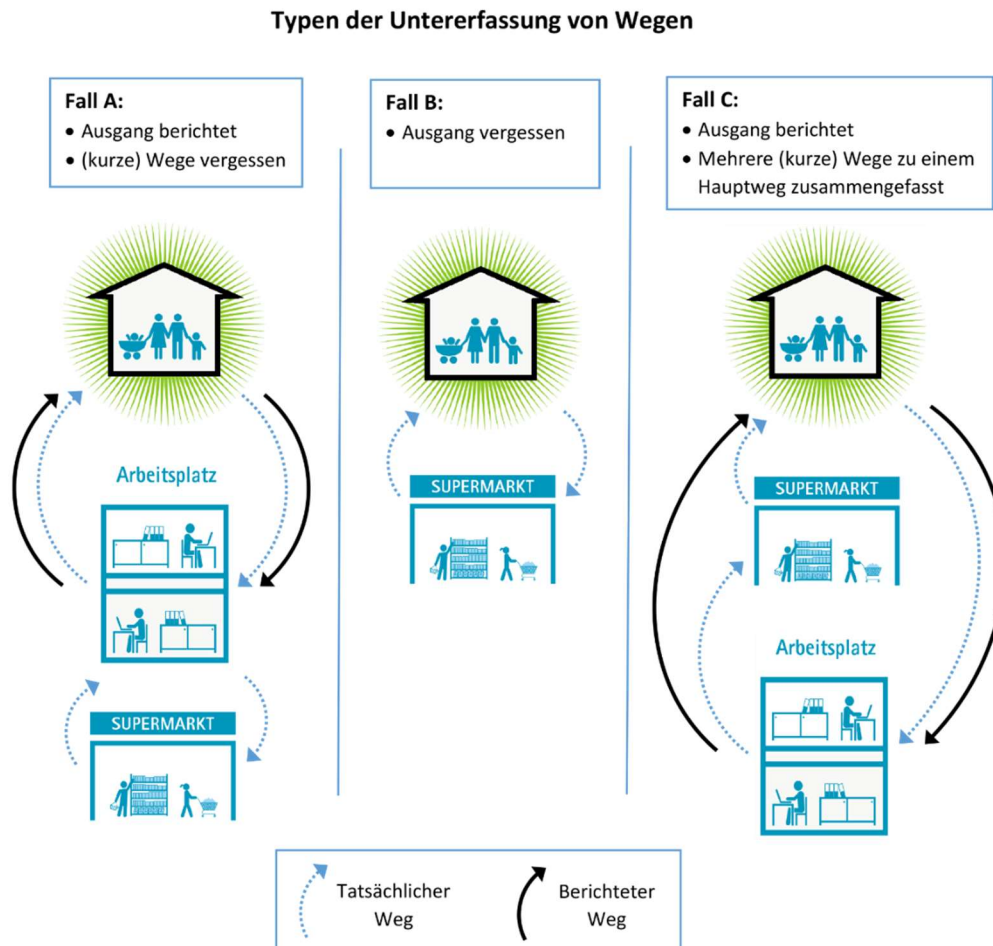 Typen der Untererfassung von Wegen
Fall A:
• Ausgang berichtet
• (kurze) Wege vergessen
Fall B:
• Ausgang vergessen
Fall C:
• Ausgang berichtet
• Mehrere (kurze) Wege zu einem
Hauptweg zusammengefasst
Arbeitsplatz
SUPERMARKT
SUPERMARKT
SUPERMARKT
Arbeitsplatz
Tatsächlicher
Weg
Berichteter
Weg